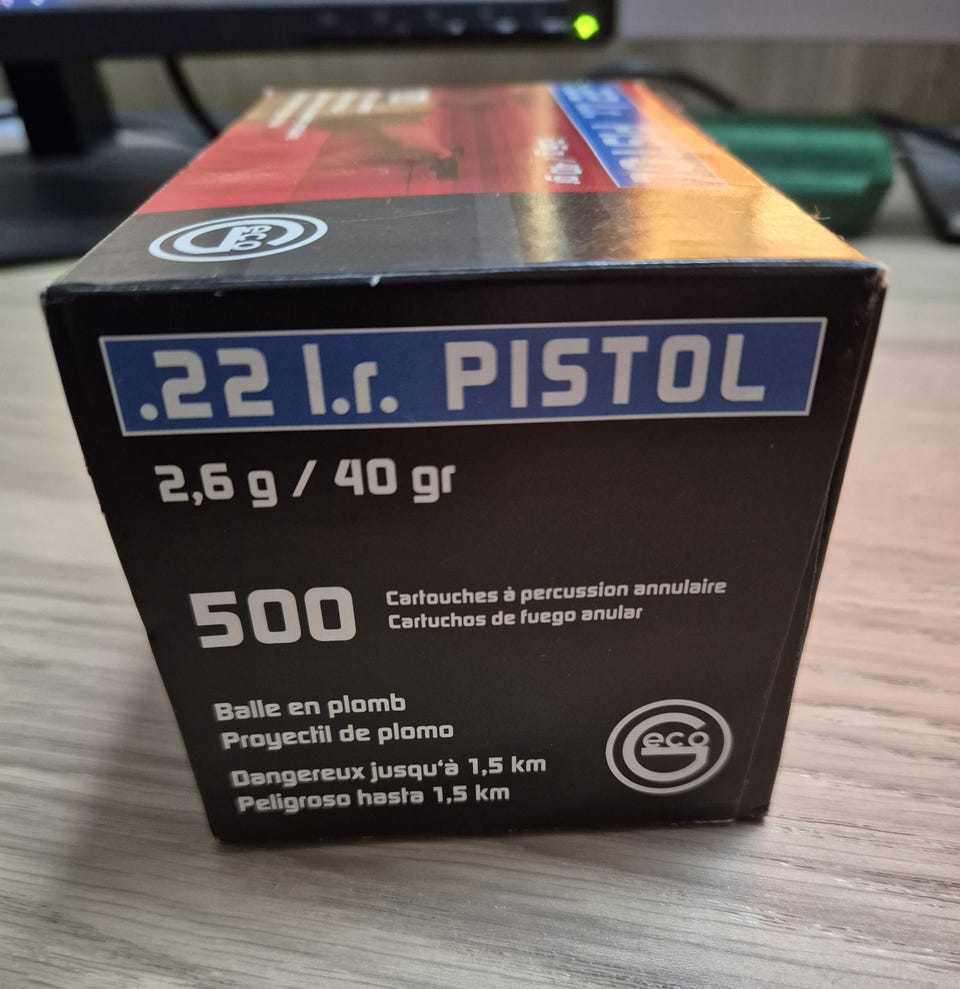 Geco
.22 l.r. PISTOL
2,6 g / 40 gr
500
Cartouches à percussion annulaire
Cartuchos de fuego anular
Balle en plomb
Proyectil de plomo
Dangereux jusqu'à 1,5 km
Peligroso hasta 1,5 km
Geco